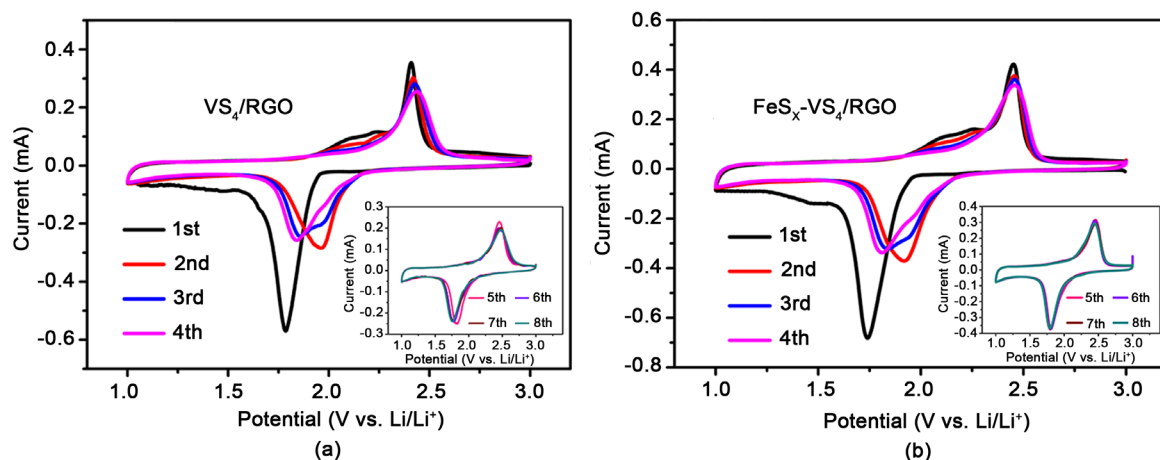 VS₄/RGO
Current (mA)
0.4
0.2
0.0
-0.2
-0.4
-0.6
1st
2nd
3rd
4th
1.0
1.5
2.0
2.5
3.0
Potential (V vs. Li/Li⁺)
(a)
Current (mA)
0.3
0.2
0.1
0.0
-0.1
-0.2
-0.3
5th
6th
7th
8th
1.0
1.5
2.0
2.5
3.0
Potential (V vs. Li/Li⁺)
FeSₓ-VS₄/RGO
Current (mA)
0.6
0.4
0.2
0.0
-0.2
-0.4
-0.6
-0.8
1st
2nd
3rd
4th
1.0
1.5
2.0
2.5
3.0
Potential (V vs. Li/Li⁺)
(b)
Current (mA)
0.4
0.3
0.2
0.1
0.0
-0.1
-0.2
-0.3
-0.4
5th
6th
7th
8th
1.0
1.5
2.0
2.5
3.0
Potential (V vs. Li/Li⁺)